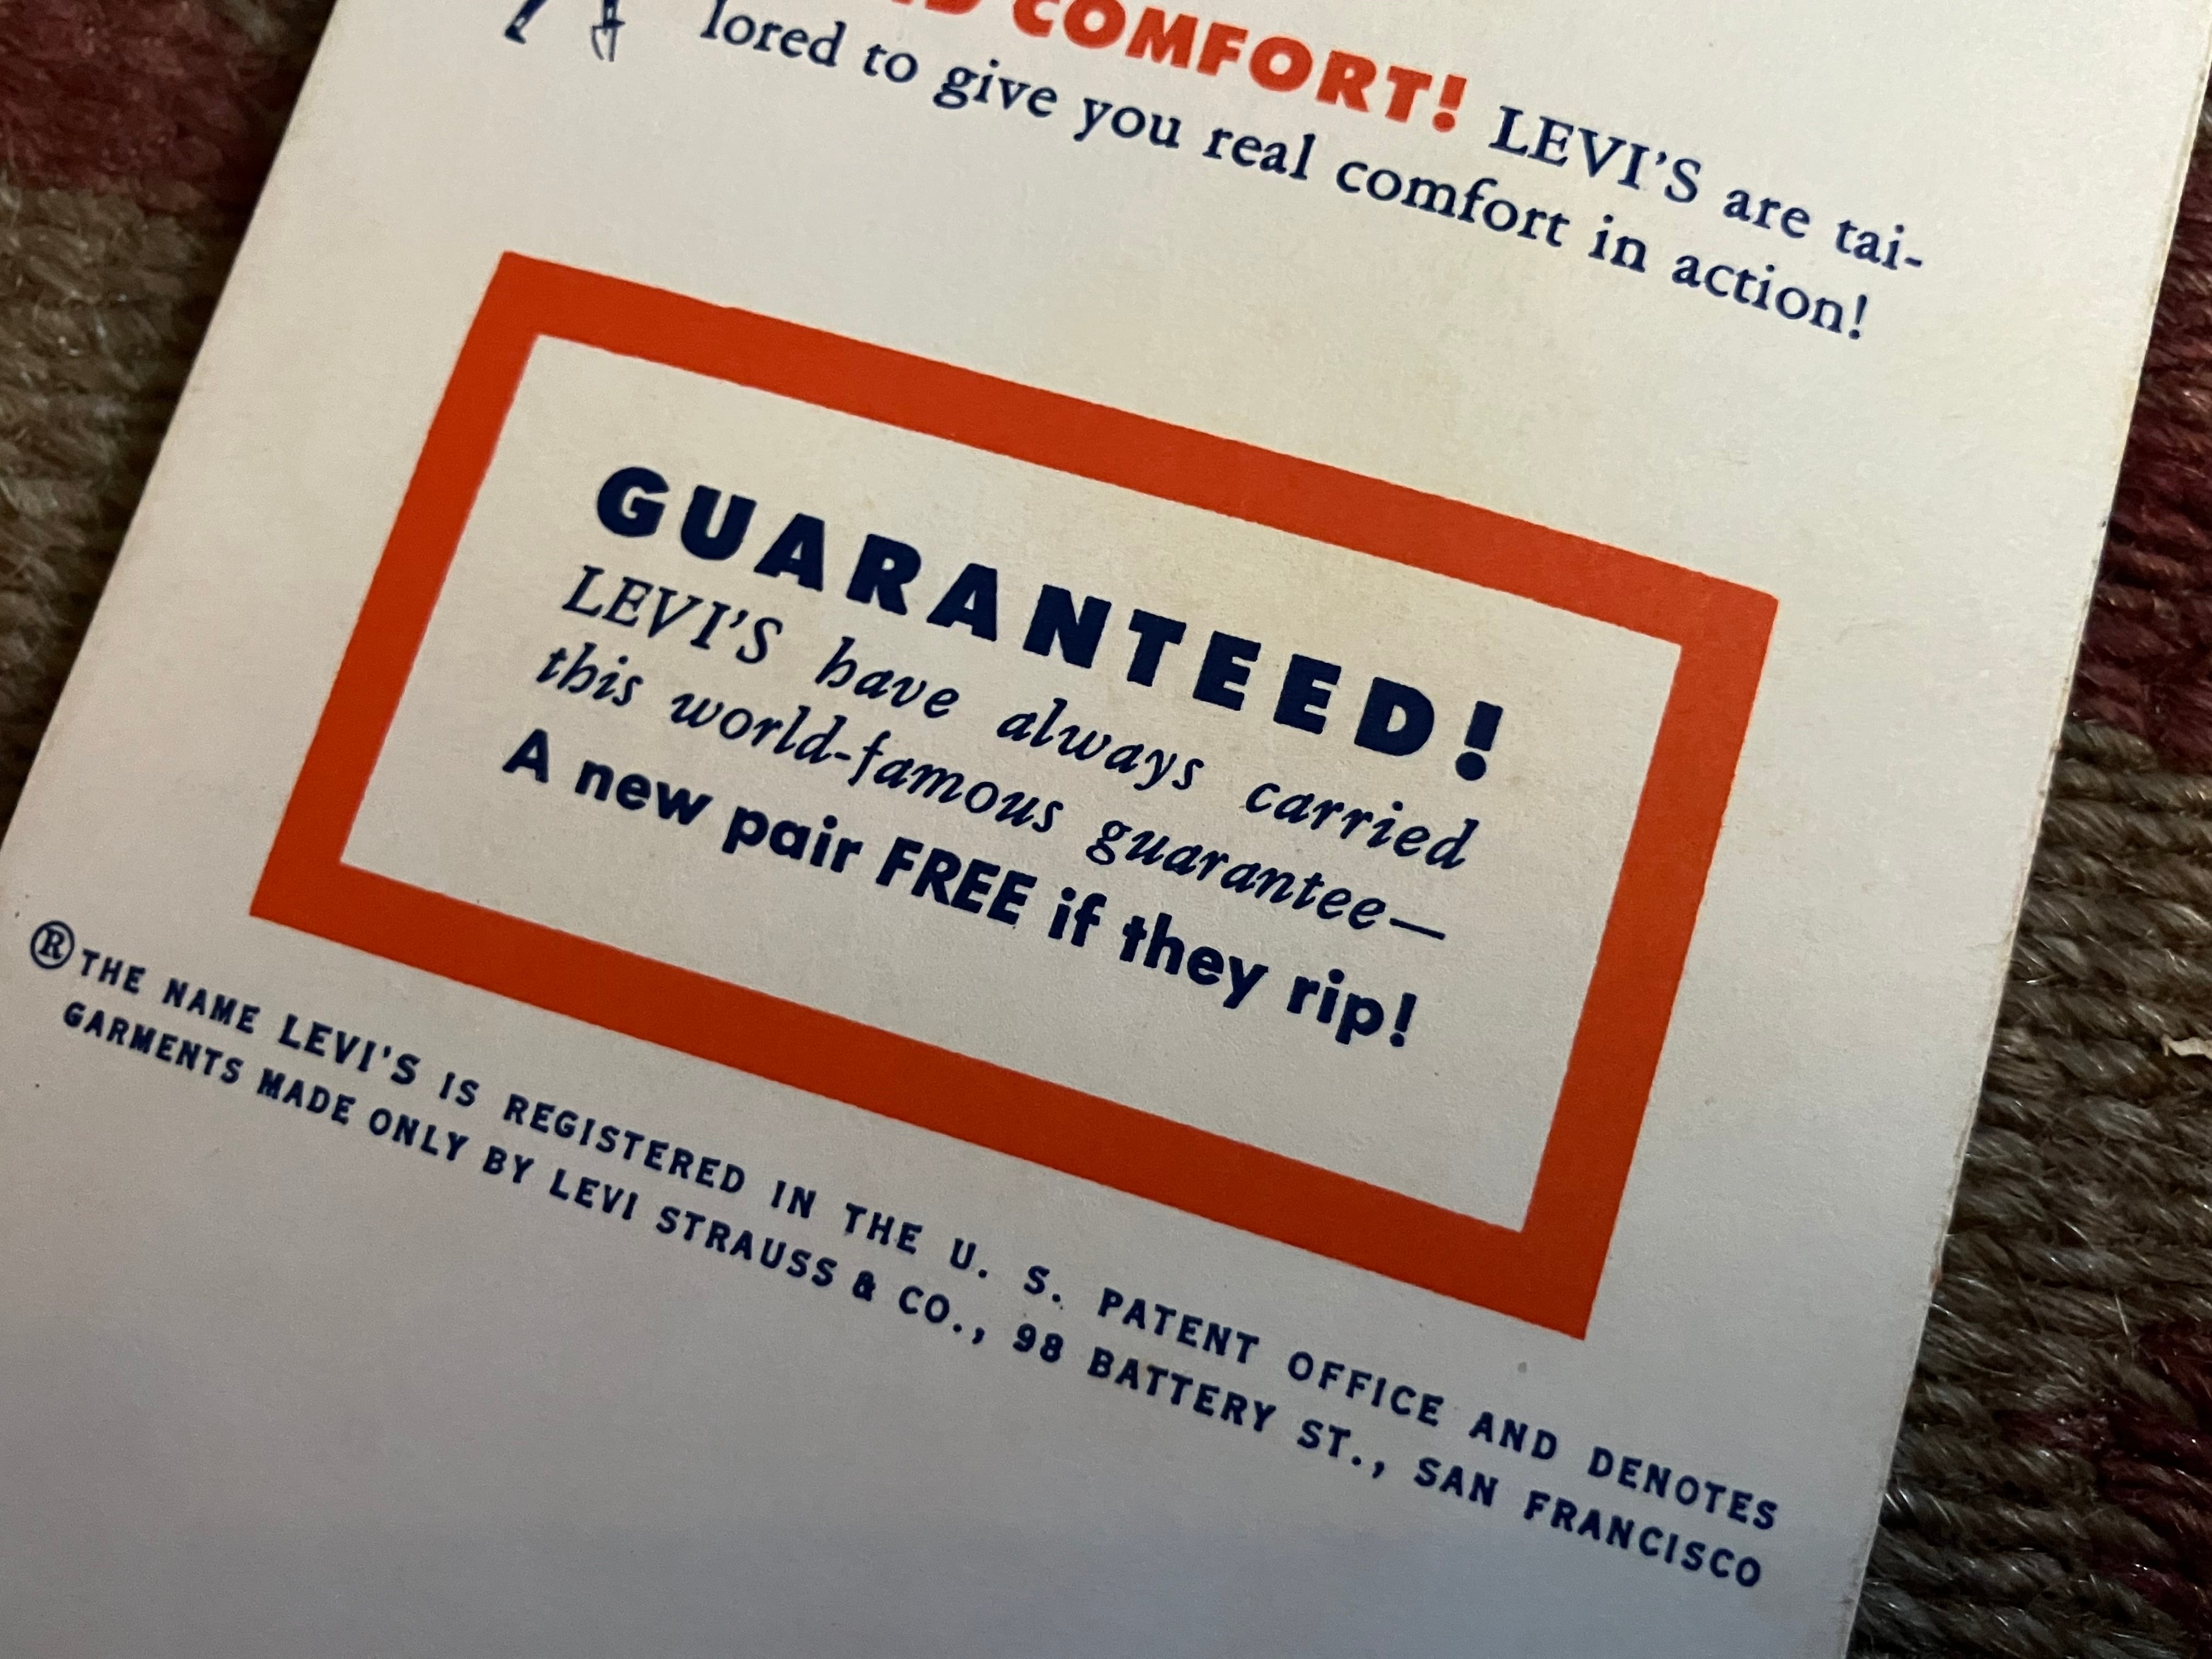 COMFORT! LEVI'S are tai-
lored to give you real comfort in action!
GUARANTEED!
LEVI'S have always carried
this world-famous guarantee—
A new pair FREE if they rip!
® THE NAME LEVI'S IS REGISTERED IN THE U. S. PATENT OFFICE AND DENOTES
GARMENTS MADE ONLY BY LEVI STRAUSS & CO., 98 BATTERY ST., SAN FRANCISCO